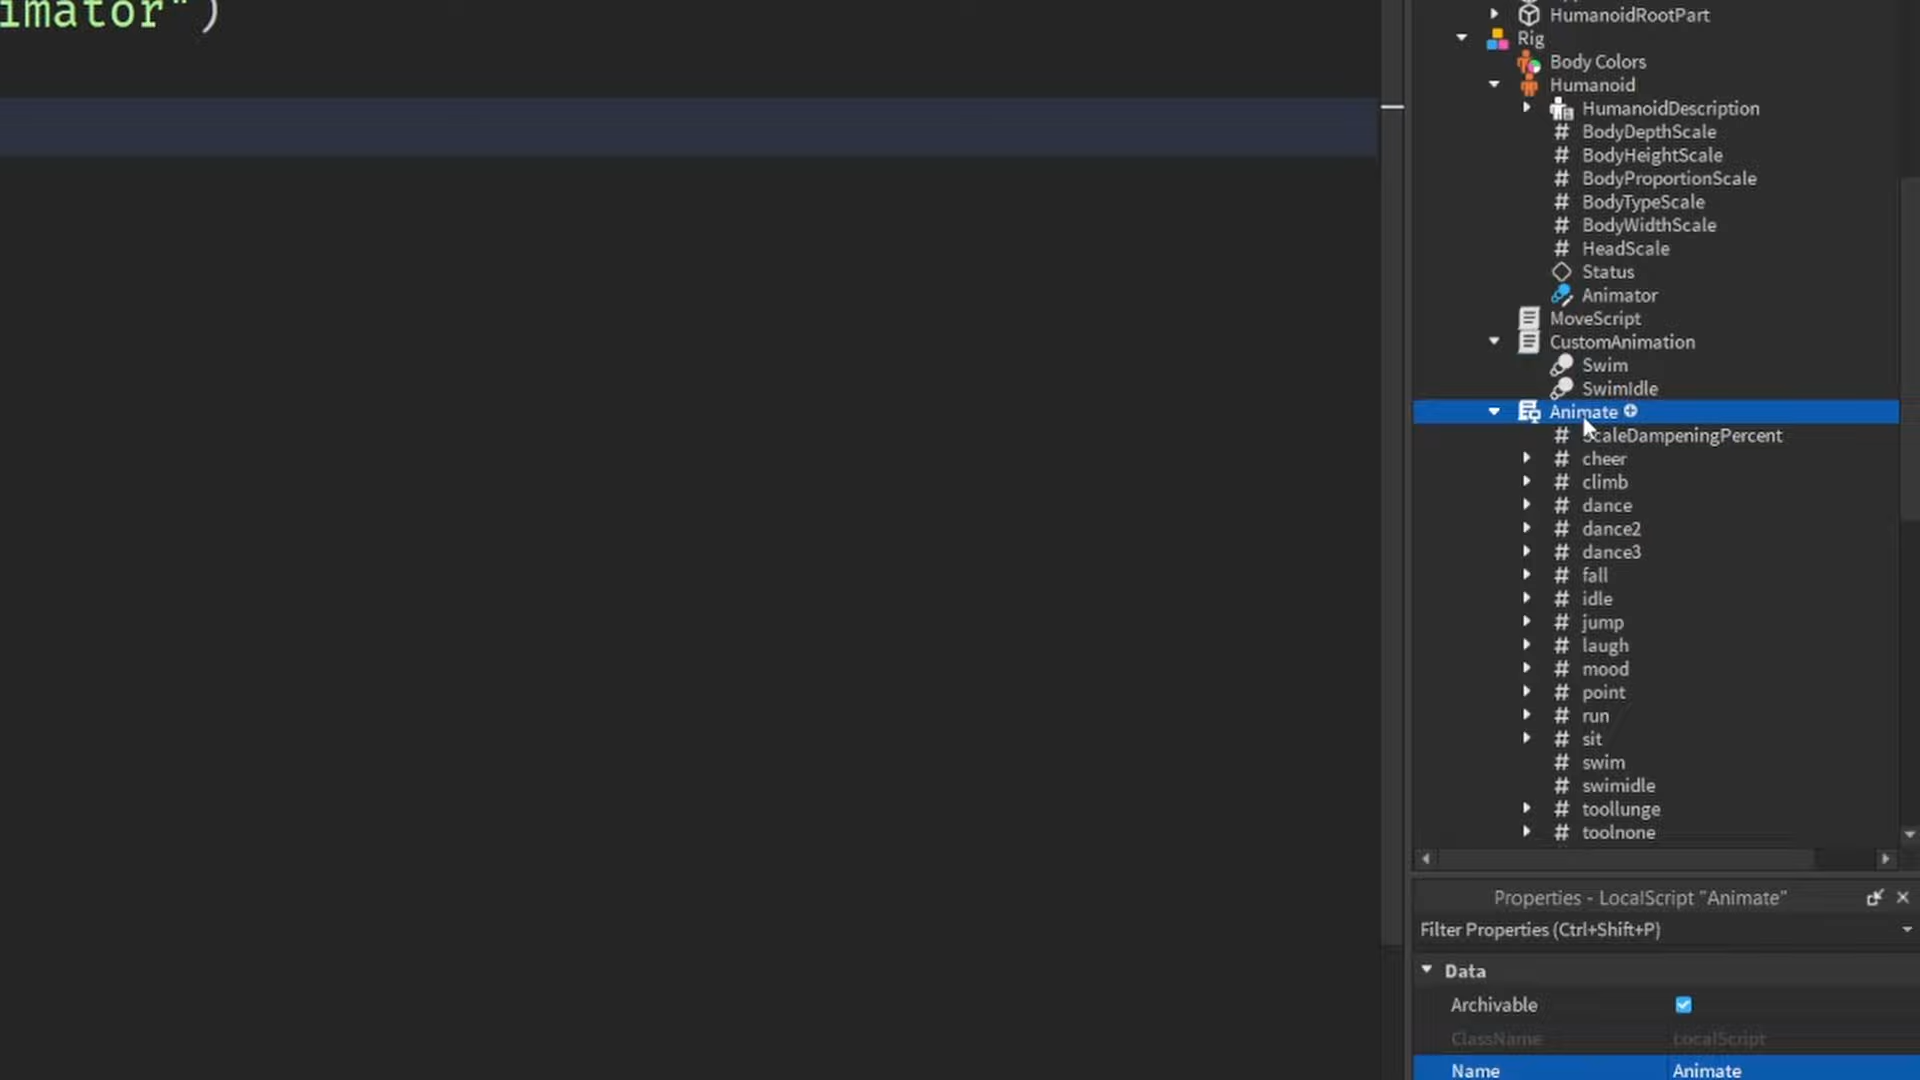 imator")
HumanoidRootPart
Rig
Body Colors
Humanoid
HumanoidDescription
# BodyDepthScale
# BodyHeightScale
# BodyProportionScale
# BodyTypeScale
# BodyWidthScale
# HeadScale
Status
Animator
MoveScript
CustomAnimation
Swim
SwimIdle
Animate
# ScaleDampeningPercent
# cheer
# climb
# dance
# dance2
# dance3
# fall
# idle
# jump
# laugh
# mood
# point
# run
# sit
# swim
# swimidle
# toollunge
# toolnone
Properties - LocalScript "Animate"
Filter Properties (Ctrl+Shift+P)
Data
Archivable
ClassName LocalScript
Name Animate